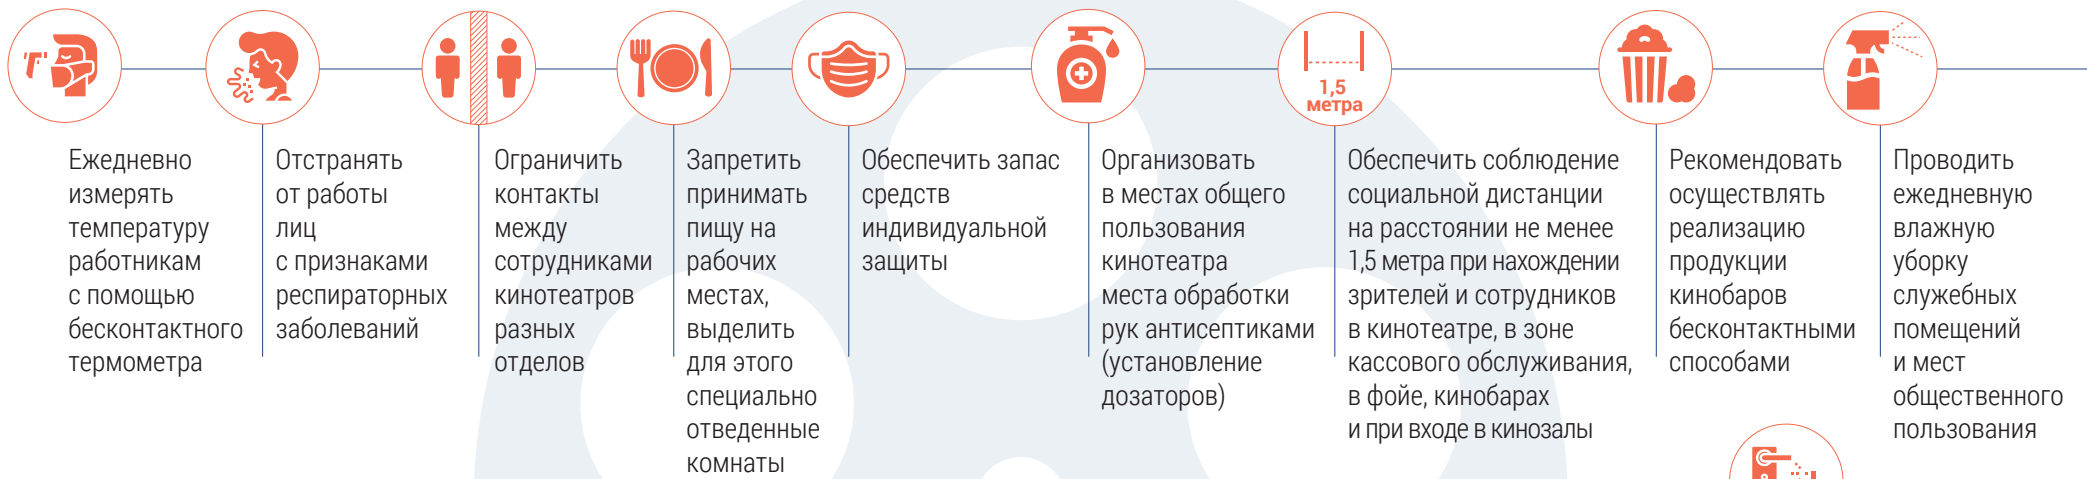 1,5
метра
Ежедневно
измерять
температуру
работникам
с помощью
бесконтактного
термометра
Отстранять
от работы
лиц
с признаками
респираторных
заболеваний
Ограничить
контакты
между
сотрудниками
кинотеатров
разных
отделов
Запретить
принимать
пищу на
рабочих
местах,
выделить
для этого
специально
отведенные
комнаты
Обеспечить запас
средств
индивидуальной
защиты
Организовать
в местах общего
пользования
кинотеатра
места обработки
рук антисептиками
(установление
дозаторов)
Обеспечить соблюдение
социальной дистанции
на расстоянии не менее
1,5 метра при нахождении
зрителей и сотрудников
в кинотеатре, в зоне
кассового обслуживания,
в фойе, кинобарах
и при входе в кинозалы
Рекомендовать
осуществлять
реализацию
продукции
кинобаров
бесконтактными
способами
Проводить
ежедневную
влажную
уборку
служебных
помещений
и мест
общественного
пользования